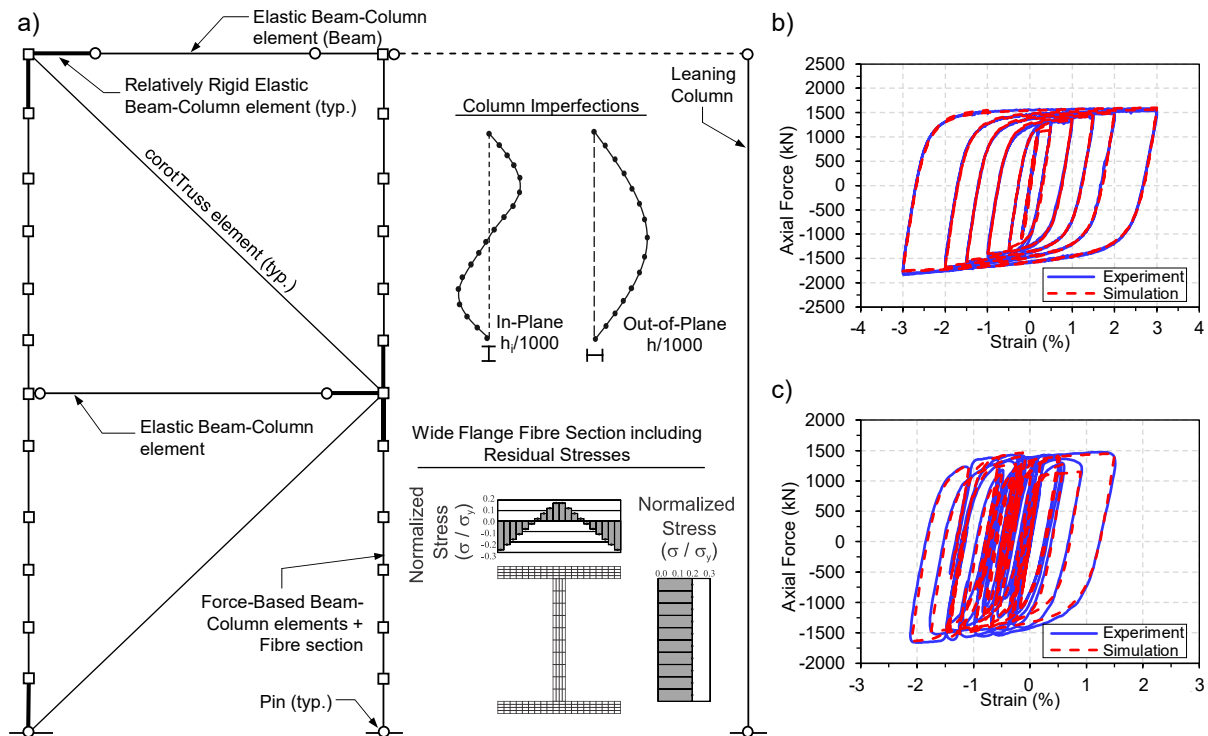 a)
Elastic Beam-Column
element (Beam)
Relatively Rigid Elastic
Beam-Column element (typ.)
corotTruss element (typ.)
Elastic Beam-Column
element
Force-Based Beam-
Column elements +
Fibre section
Pin (typ.)
Column Imperfections
In-Plane
hᵢ/1000
Out-of-Plane
h/1000
Leaning
Column
Wide Flange Fibre Section including
Residual Stresses
Normalized
Stress
(σ / σy)
0.2
0.1
0.0
-0.1
-0.2
-0.3
Normalized
Stress
(σ / σy)
0.0 0.1 0.2 0.3
b)
Axial Force (kN)
2500
2000
1500
1000
500
0
-500
-1000
-1500
-2000
-2500
Experiment
Simulation
-4 -3 -2 -1 0 1 2 3 4
Strain (%)
c)
Axial Force (kN)
2000
1500
1000
500
0
-500
-1000
-1500
-2000
Experiment
Simulation
-3 -2 -1 0 1 2 3
Strain (%)